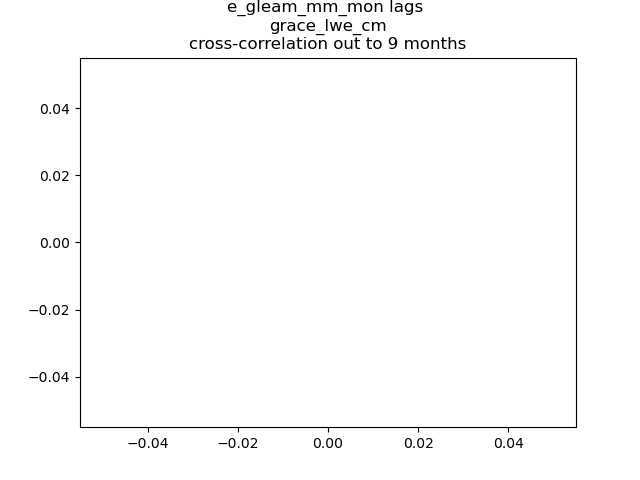 e_gleam_mm_mon lags
grace_lwe_cm
cross-correlation out to 9 months
0.04
0.02
0.00
−0.02
−0.04
−0.04 −0.02 0.00 0.02 0.04